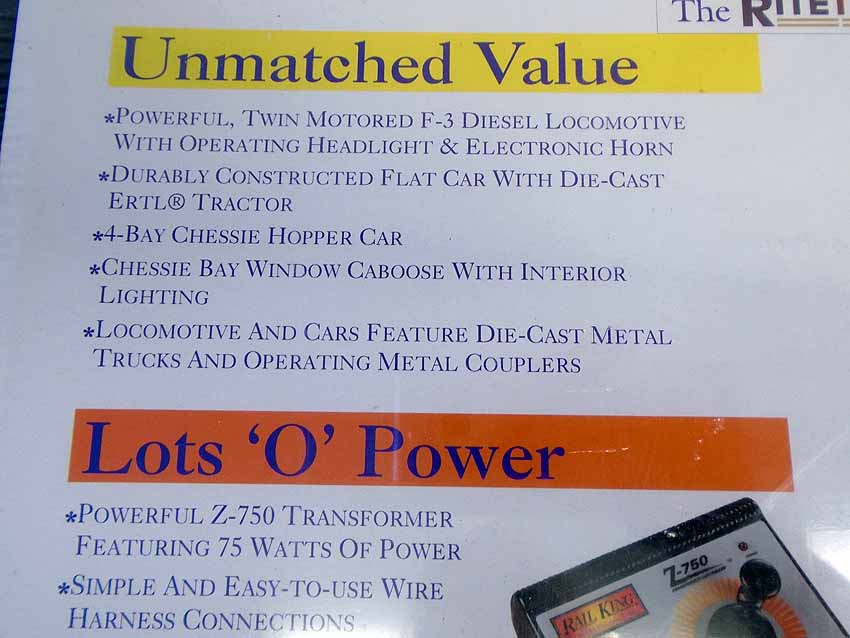 The
Unmatched Value
*Powerful, Twin Motored F-3 Diesel Locomotive
With Operating Headlight & Electronic Horn
*Durably Constructed Flat Car With Die-Cast
Ertl® Tractor
*4-Bay Chessie Hopper Car
*Chessie Bay Window Caboose With Interior
Lighting
*Locomotive And Cars Feature Die-Cast Metal
Trucks And Operating Metal Couplers
Lots ‘O’ Power
*Powerful Z-750 Transformer
Featuring 75 Watts Of Power
*Simple And Easy-to-use Wire
Harness Connections
Z-750
Rail King